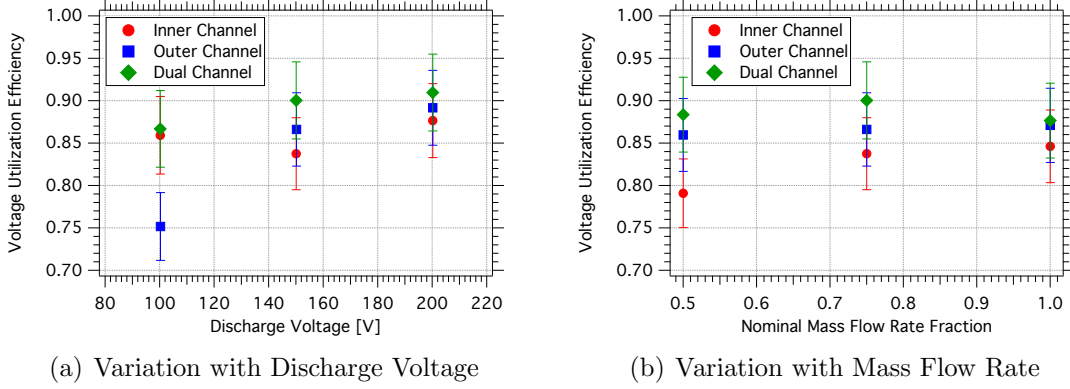 1.00
0.95
0.90
0.85
0.80
0.75
0.70
Voltage Utilization Efficiency
Inner Channel
Outer Channel
Dual Channel
80 100 120 140 160 180 200 220
Discharge Voltage [V]
(a) Variation with Discharge Voltage
1.00
0.95
0.90
0.85
0.80
0.75
0.70
Voltage Utilization Efficiency
Inner Channel
Outer Channel
Dual Channel
0.5 0.6 0.7 0.8 0.9 1.0
Nominal Mass Flow Rate Fraction
(b) Variation with Mass Flow Rate